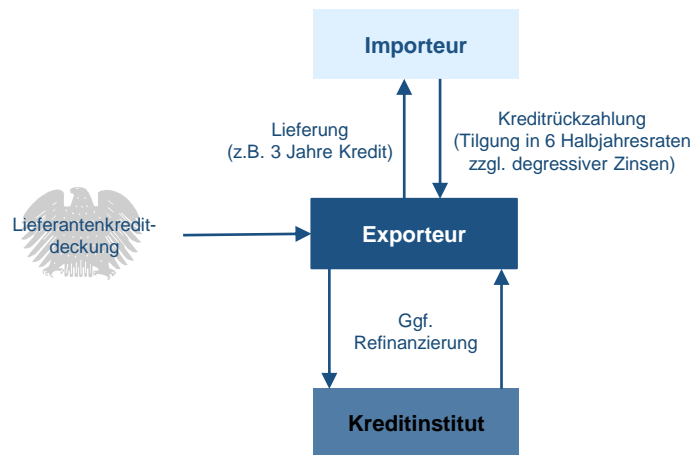 Importeur
Lieferung
(z.B. 3 Jahre Kredit)
Kreditrückzahlung
(Tilgung in 6 Halbjahresraten
zzgl. degressiver Zinsen)
Lieferantenkredit-
deckung
Exporteur
Ggf.
Refinanzierung
Kreditinstitut